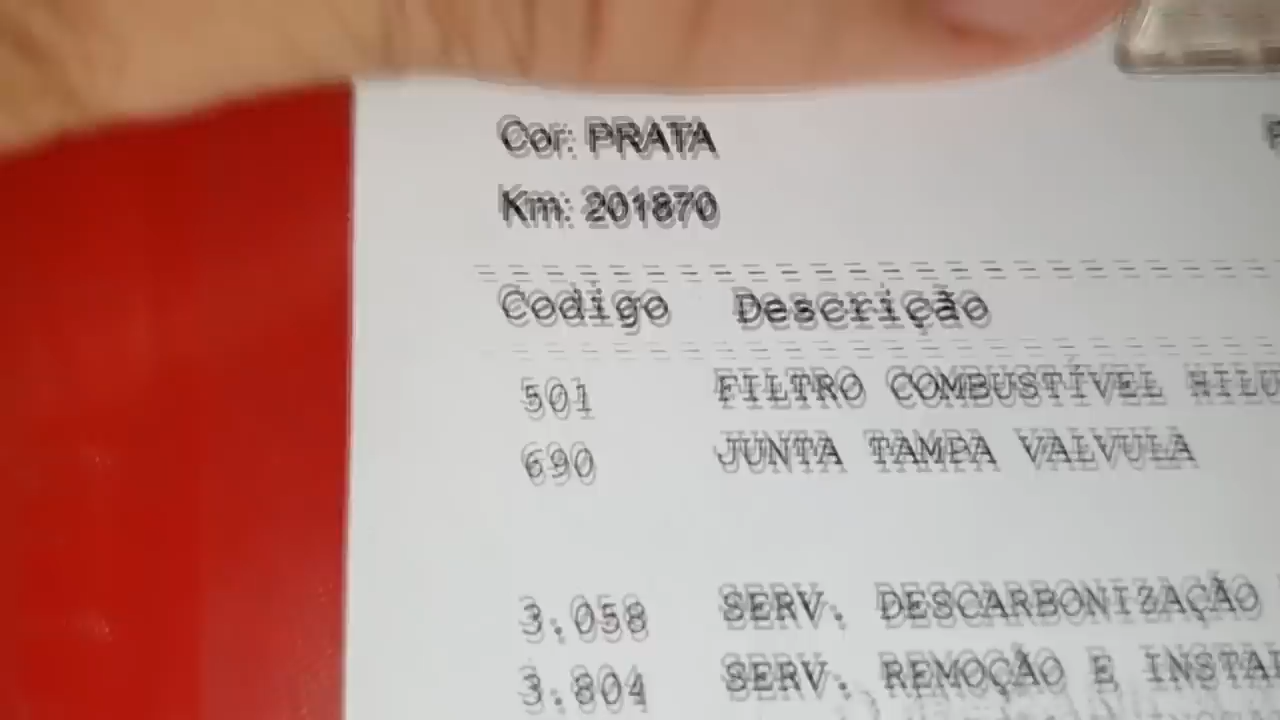 Cor: PRATA
Km: 201870
Codigo Descrição
501 FILTRO COMBUSTÍVEL
690 JUNTA TAMPA VALVULA
3.058 SERV. DESCARBONIZAÇÃO
3.804 SERV. REMOÇÃO E